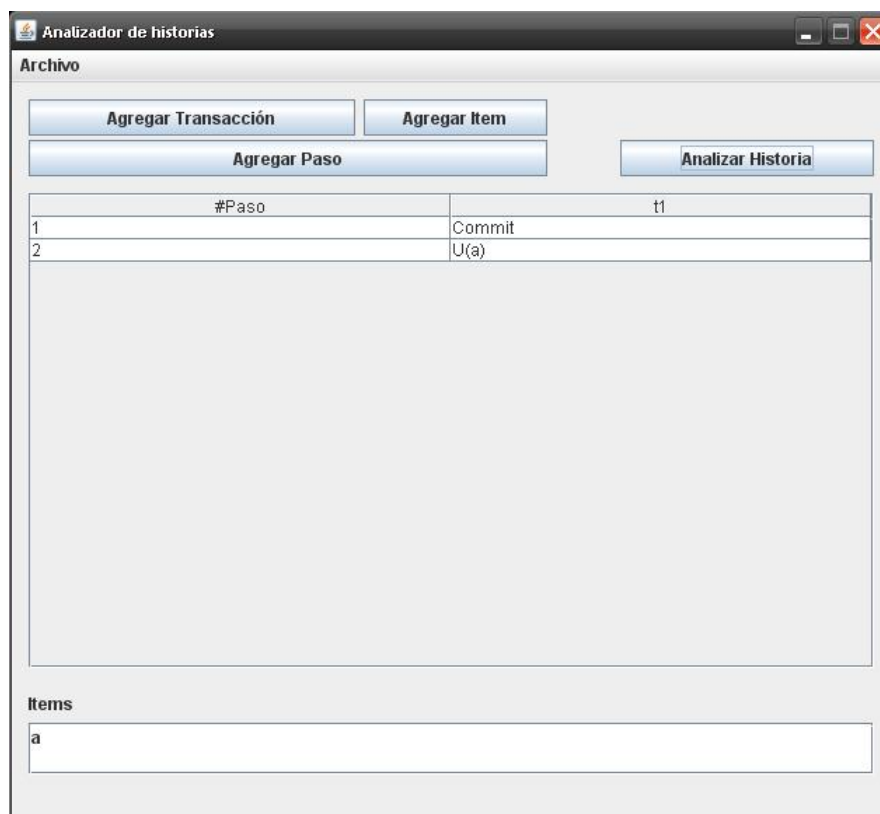 Analizador de historias
Archivo
Agregar Transacción Agregar Item
Agregar Paso Analizar Historia
#Paso t1
1 Commit
2 U(a)
Items
a